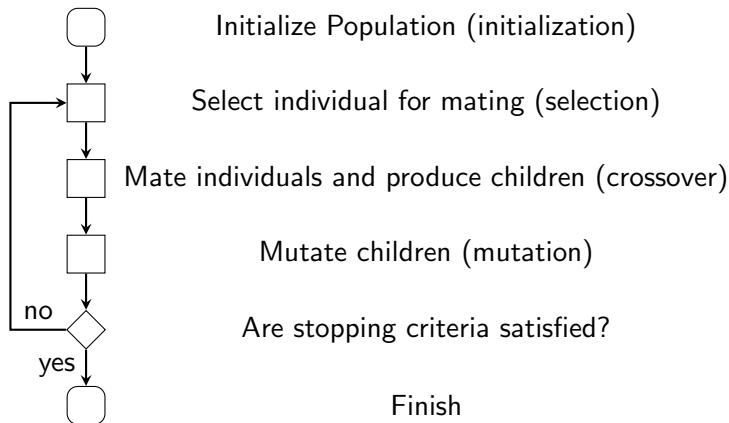 Initialize Population (initialization)
Select individual for mating (selection)
Mate individuals and produce children (crossover)
Mutate children (mutation)
no
Are stopping criteria satisfied?
yes
Finish